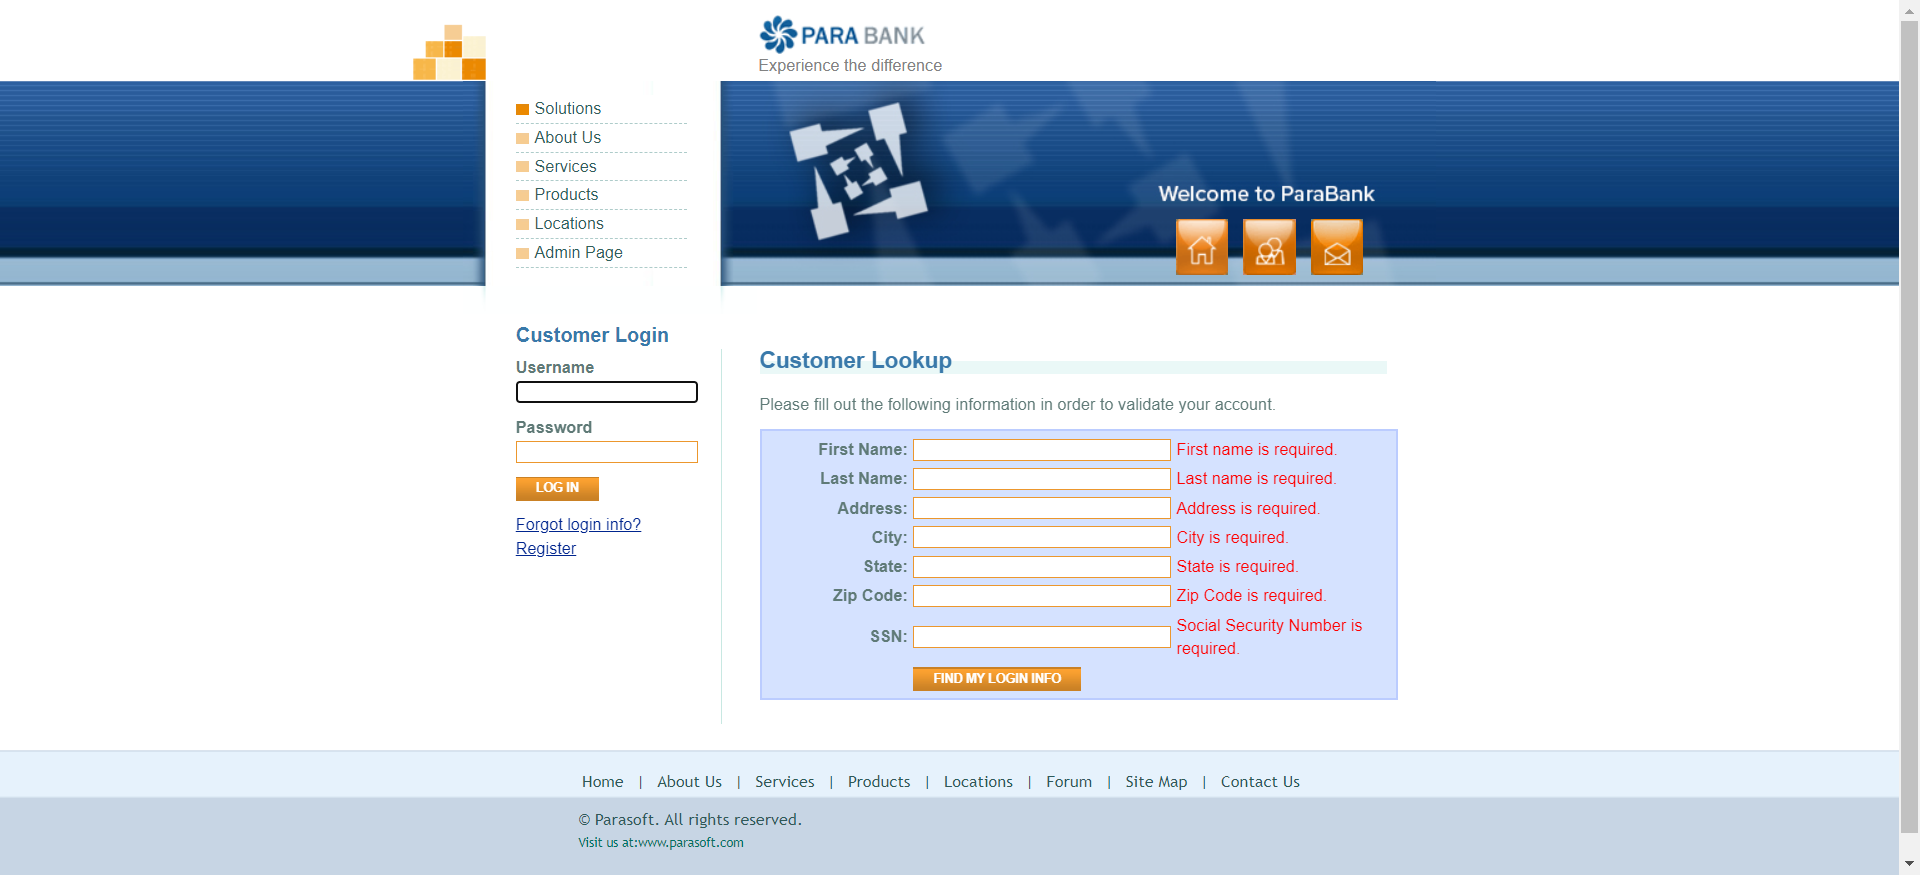 PARA BANK
Experience the difference
Solutions
About Us
Services
Products
Locations
Admin Page
Welcome to ParaBank
Customer Login
Username
Password
LOG IN
Forgot login info?
Register
Customer Lookup
Please fill out the following information in order to validate your account.
First Name: First name is required.
Last Name: Last name is required.
Address: Address is required.
City: City is required.
State: State is required.
Zip Code: Zip Code is required.
SSN: Social Security Number is
required.
FIND MY LOGIN INFO
Home | About Us | Services | Products | Locations | Forum | Site Map | Contact Us
© Parasoft. All rights reserved.
Visit us at:www.parasoft.com